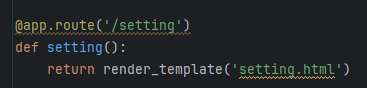 @app.route('/setting')
def setting():
    return render_template('setting.html')